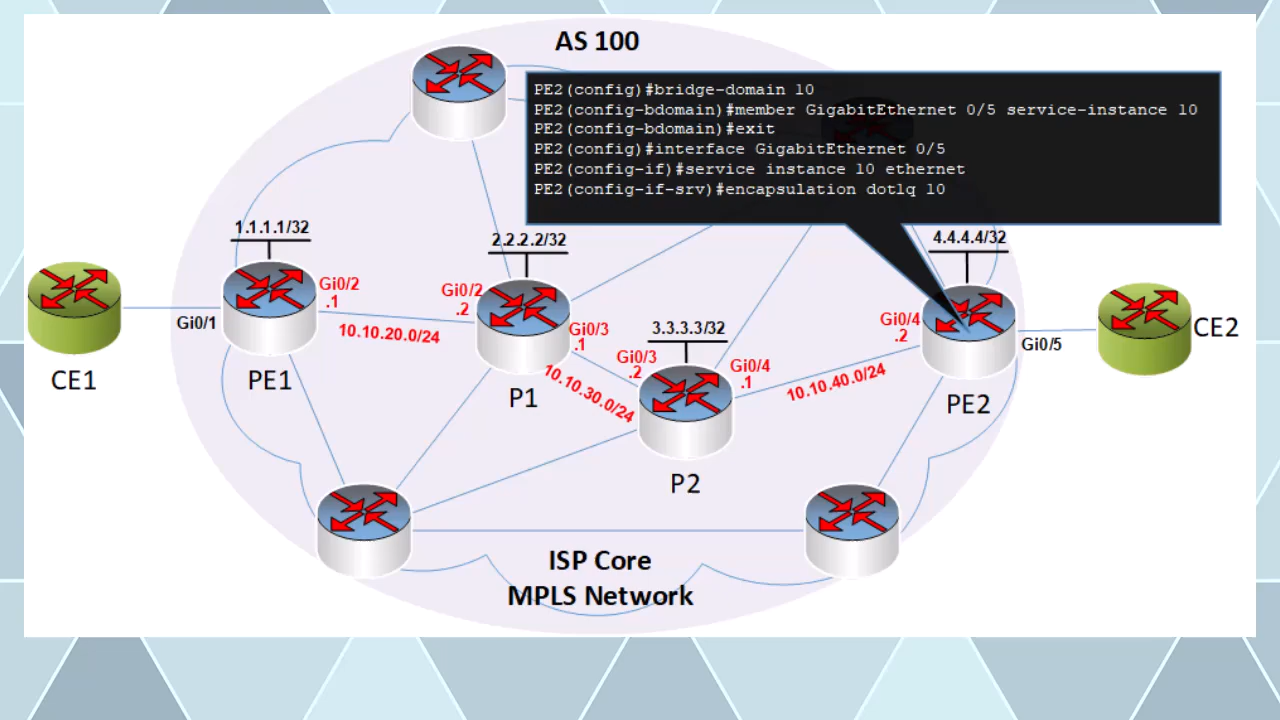 AS 100
PE2(config)#bridge-domain 10
PE2(config-bdomain)#member GigabitEthernet 0/5 service-instance 10
PE2(config-bdomain)#exit
PE2(config)#interface GigabitEthernet 0/5
PE2(config-if)#service instance 10 ethernet
PE2(config-if-srv)#encapsulation dot1q 10
1.1.1.1/32
2.2.2.2/32
4.4.4.4/32
Gi0/2
.1
Gi0/2
.2
Gi0/1
10.10.20.0/24
Gi0/3
.1
3.3.3.3/32
Gi0/4
.2
Gi0/5
CE2
Gi0/3
.2
Gi0/4
.1
10.10.30.0/24
10.10.40.0/24
CE1
PE1
P1
PE2
P2
ISP Core
MPLS Network